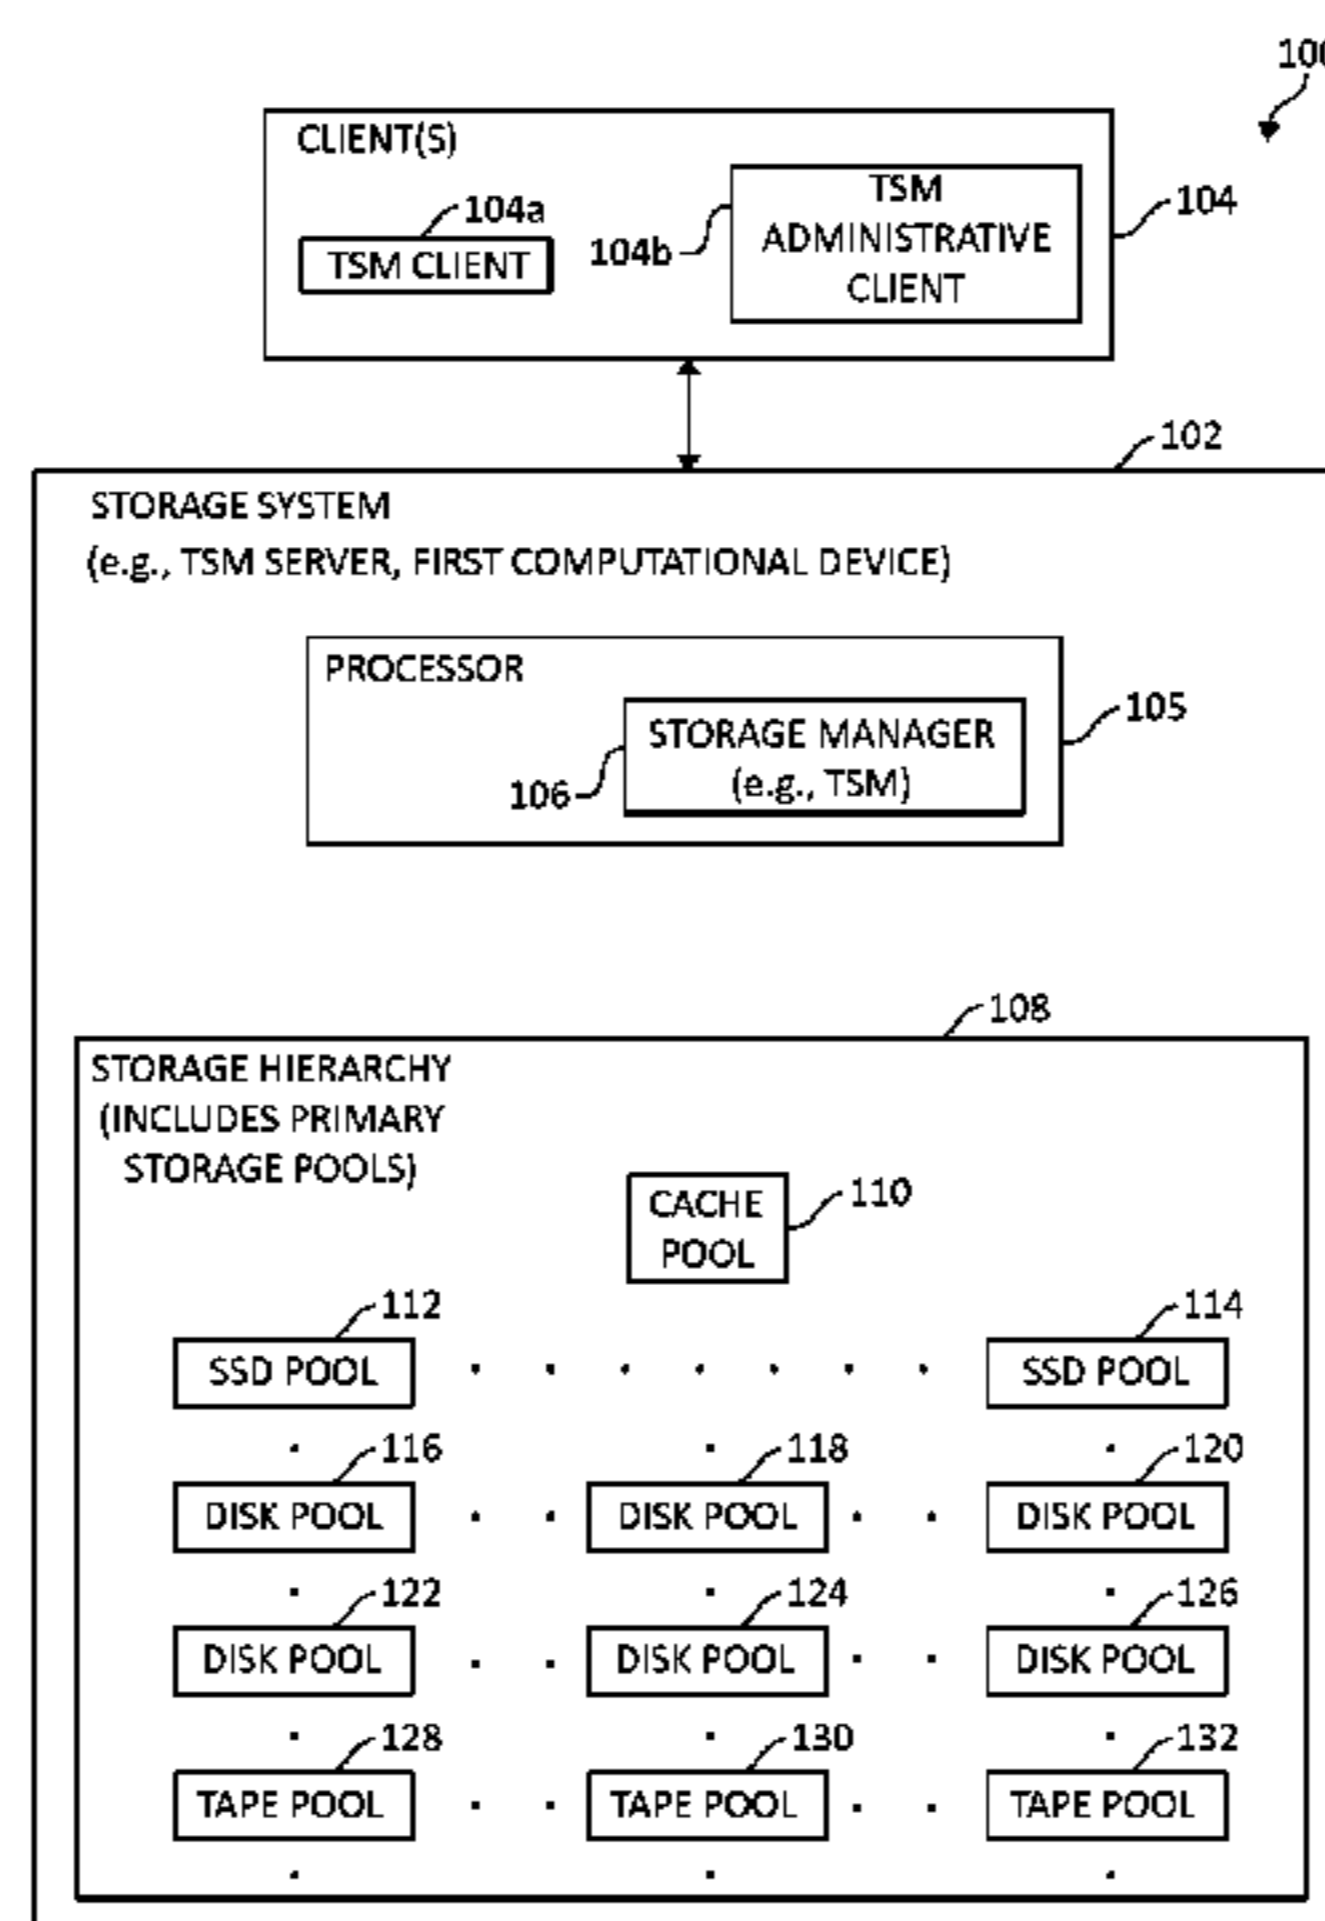 100
CLIENT(S)
104a
TSM CLIENT
104b
TSM
ADMINISTRATIVE
CLIENT
104
102
STORAGE SYSTEM
(e.g., TSM SERVER, FIRST COMPUTATIONAL DEVICE)
PROCESSOR
105
STORAGE MANAGER
(e.g., TSM)
106
108
STORAGE HIERARCHY
(INCLUDES PRIMARY
STORAGE POOLS)
CACHE
POOL
110
112
114
SSD POOL
SSD POOL
116
118
120
DISK POOL
DISK POOL
DISK POOL
122
124
126
DISK POOL
DISK POOL
DISK POOL
128
130
132
TAPE POOL
TAPE POOL
TAPE POOL